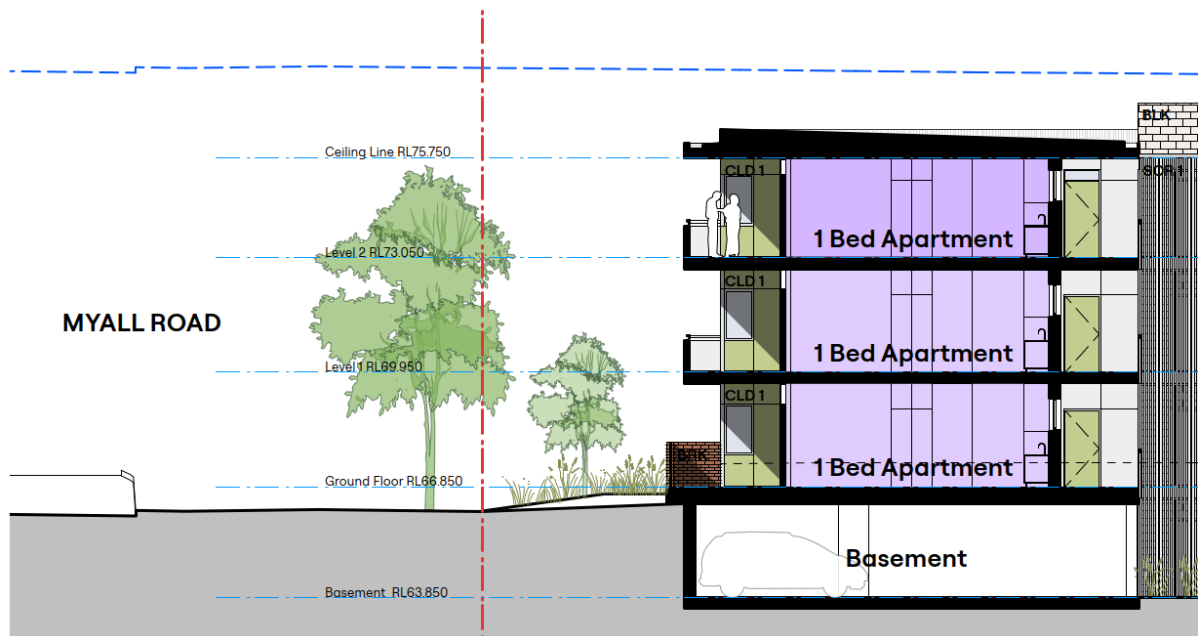 BLK
Ceiling Line RL75.750
CLD 1
SCR 1
1 Bed Apartment
Level 2 RL73.050
CLD 1
MYALL ROAD
1 Bed Apartment
Level 1 RL69.950
CLD 1
BRK
1 Bed Apartment
Ground Floor RL66.850
Basement
Basement RL63.850